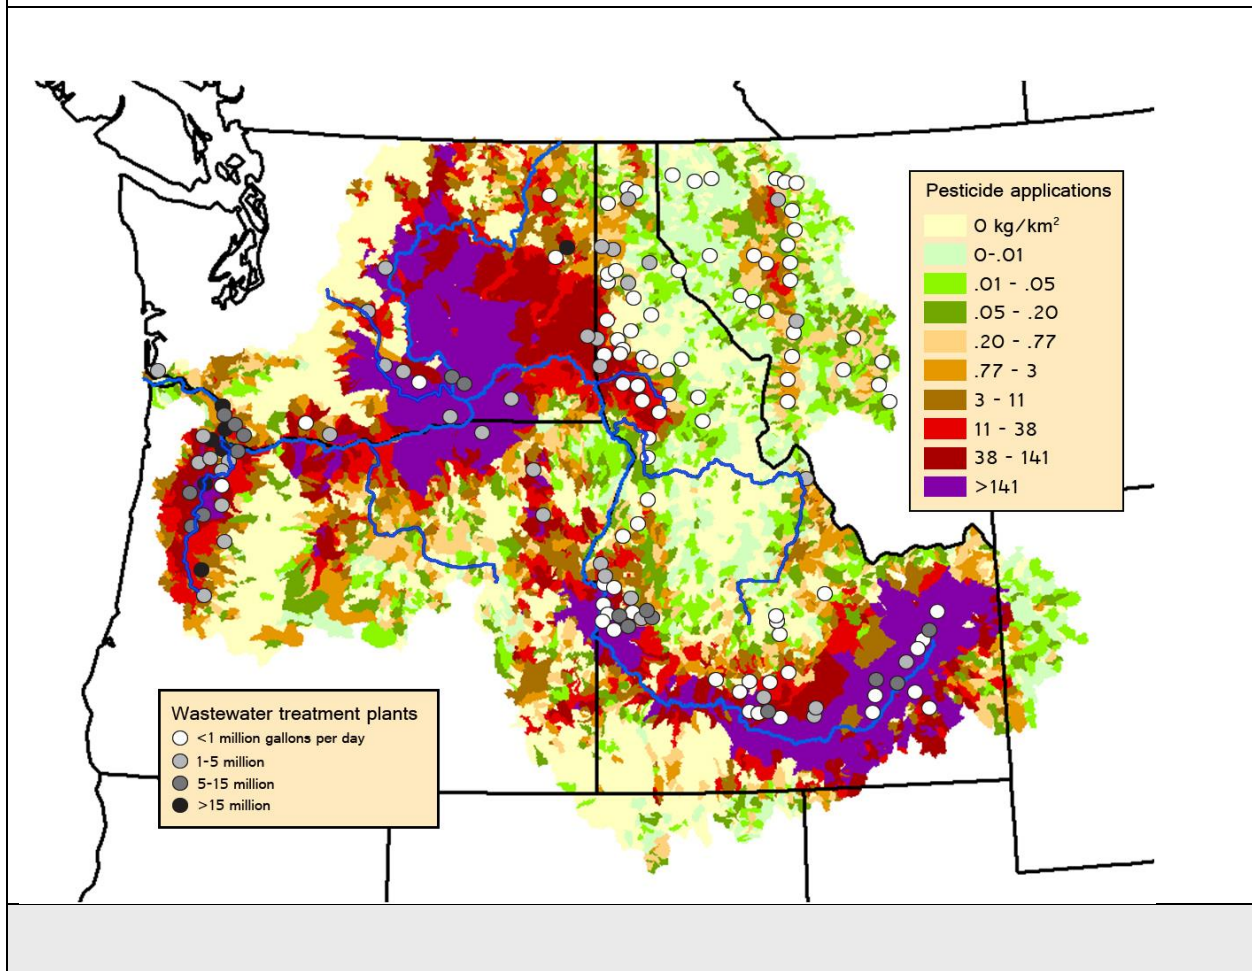 Pesticide applications
0 kg/km²
0-.01
.01 - .05
.05 - .20
.20 - .77
.77 - 3
3 - 11
11 - 38
38 - 141
>141
Wastewater treatment plants
<1 million gallons per day
1-5 million
5-15 million
>15 million